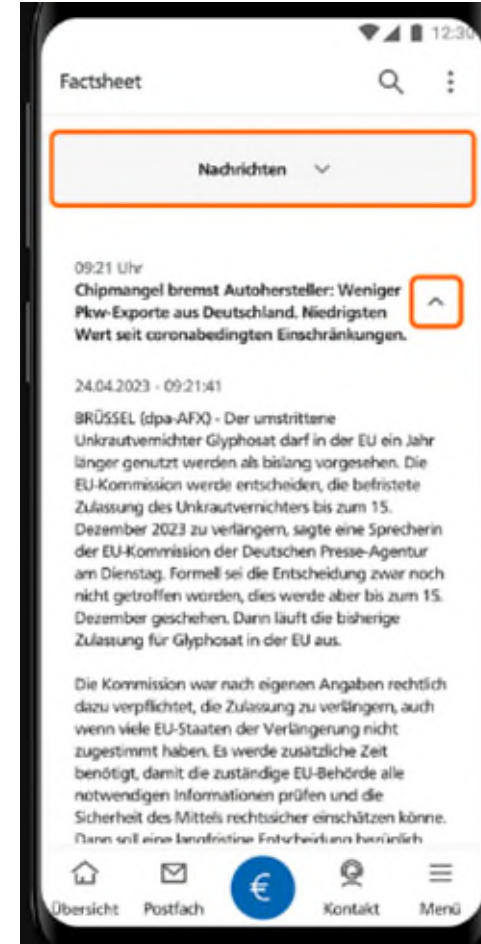 12:30
Factsheet
Nachrichten
09:21 Uhr
Chipmangel bremst Autohersteller: Weniger
Pkw-Exporte aus Deutschland. Niedrigsten
Wert seit coronabedingten Einschränkungen.
24.04.2023 - 09:21:41
BRÜSSEL (dpa-AFX) - Der umstrittene
Unkrautvernichter Glyphosat darf in der EU ein Jahr
länger genutzt werden als bislang vorgesehen. Die
EU-Kommission werde entscheiden, die befristete
Zulassung des Unkrautvernichters bis zum 15.
Dezember 2023 zu verlängern, sagte eine Sprecherin
der EU-Kommission der Deutschen Presse-Agentur
am Dienstag. Formell sei die Entscheidung zwar noch
nicht getroffen worden, dies werde aber bis zum 15.
Dezember geschehen. Dann läuft die bisherige
Zulassung für Glyphosat in der EU aus.
Die Kommission war nach eigenen Angaben rechtlich
dazu verpflichtet, die Zulassung zu verlängern, auch
wenn viele EU-Staaten der Verlängerung nicht
zugestimmt haben. Es werde zusätzliche Zeit
benötigt, damit die zuständige EU-Behörde alle
notwendigen Informationen prüfen und die
Sicherheit des Mittels rechtssicher einschätzen könne.
Dann soll eine langfristige Entscheidung bezüglich
€
Übersicht Postfach Kontakt Menü